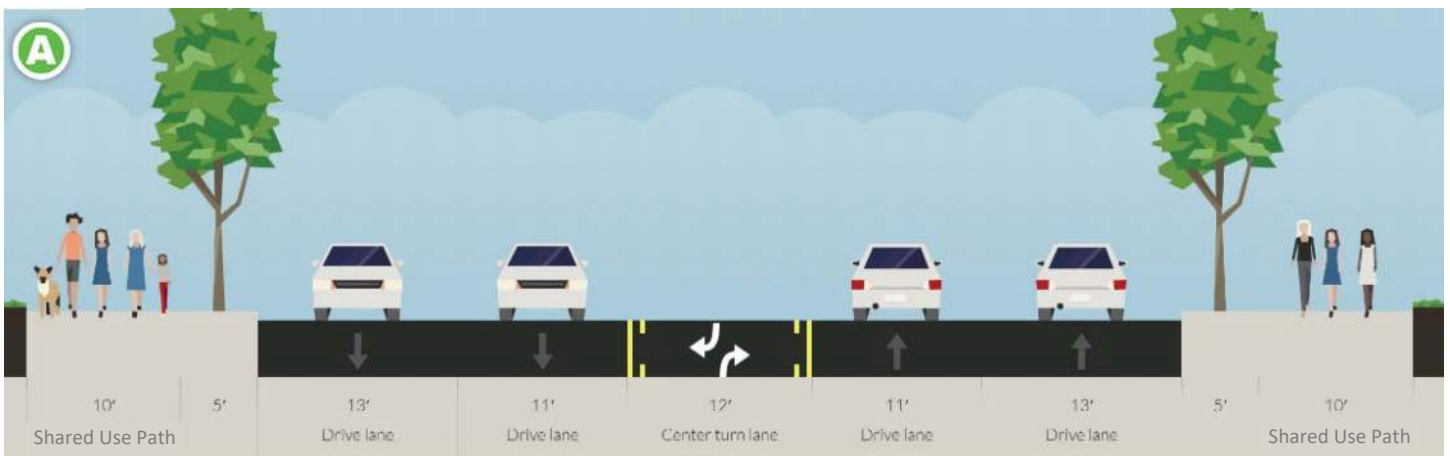 A
10' 5' 13' 11' 12' 11' 13' 5' 10'
Shared Use Path Drive lane Drive lane Center turn lane Drive lane Drive lane Shared Use Path